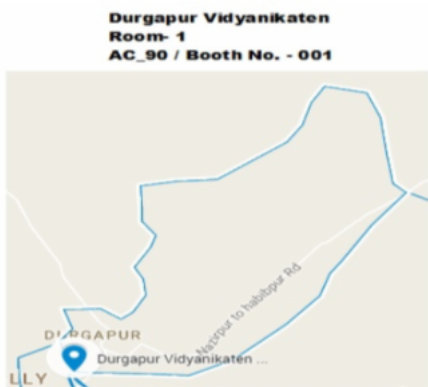 Durgapur Vidyanikaten
Room- 1
AC_90 / Booth No. - 001
Nazirpur to habibpur Rd
DURGAPUR
Durgapur Vidyanikaten ...
LLY